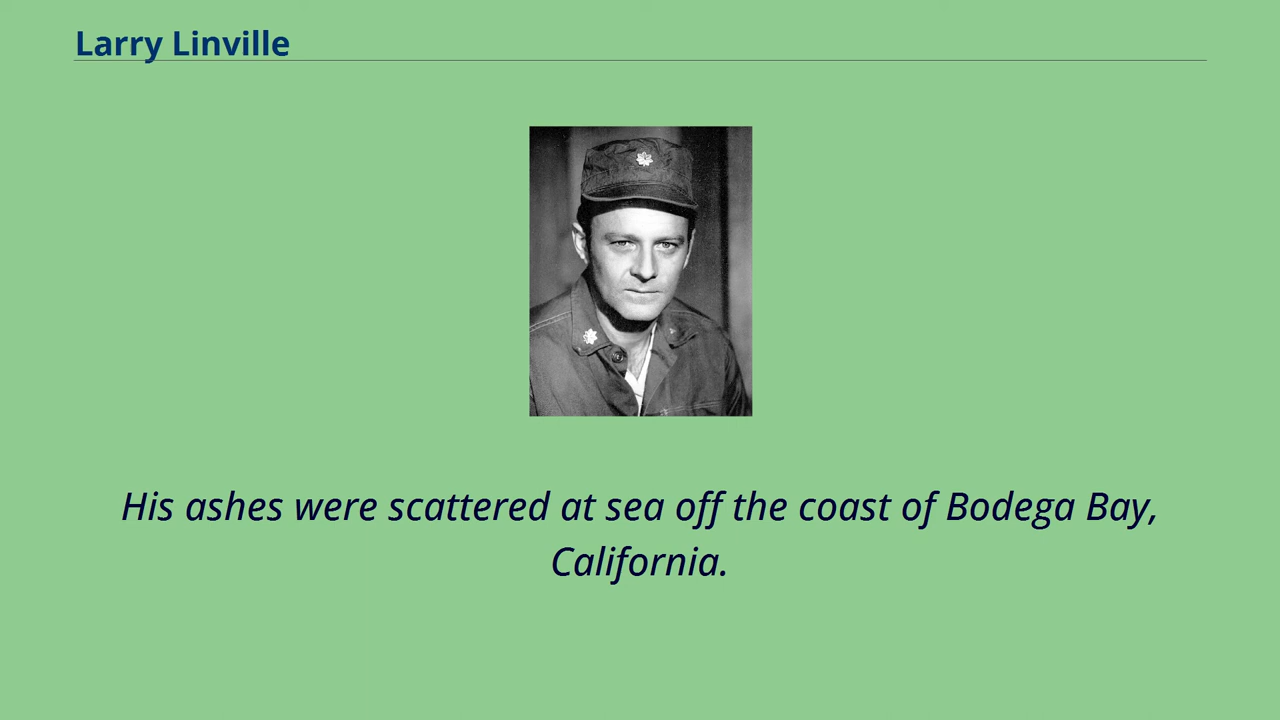 Larry Linville
His ashes were scattered at sea off the coast of Bodega Bay,
California.